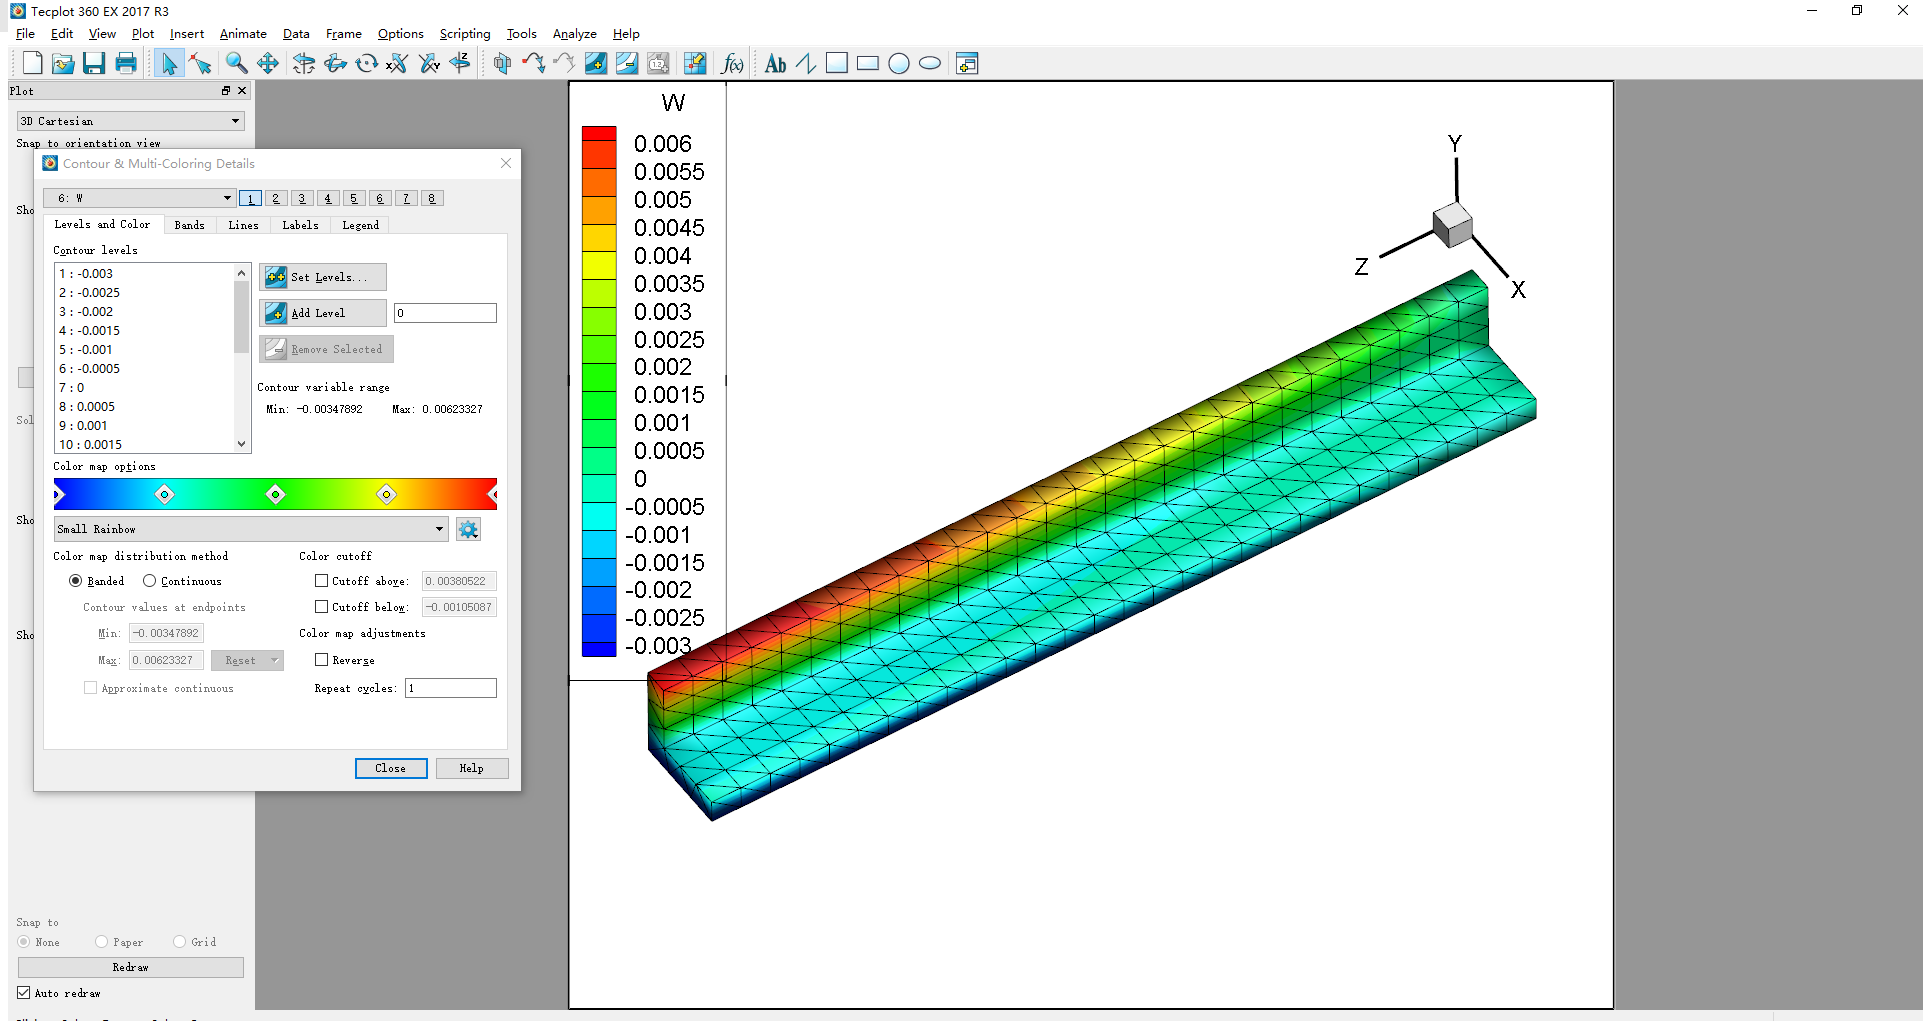 Tecplot 360 EX 2017 R3
File Edit View Plot Insert Animate Data Frame Options Scripting Tools Analyze Help
Ab
f(x)
Plot
3D Cartesian
Snap to orientation view
Sho
Sol
Sho
Sho
Contour & Multi-Coloring Details
6: W
1 2 3 4 5 6 7 8
Levels and Color Bands Lines Labels Legend
Contour levels
1 : -0.003
2 : -0.0025
3 : -0.002
4 : -0.0015
5 : -0.001
6 : -0.0005
7 : 0
8 : 0.0005
9 : 0.001
10 : 0.0015
Set Levels...
Add Level
0
Remove Selected
Contour variable range
Min: -0.00347892 Max: 0.00623327
Color map options
Small Rainbow
Color map distribution method
Banded Continuous
Contour values at endpoints
Min: -0.00347892
Max: 0.00623327 Reset
Approximate continuous
Color cutoff
Cutoff above: 0.00380522
Cutoff below: -0.00105087
Color map adjustments
Reverse
Repeat cycles: 1
Close Help
Snap to
None Paper Grid
Redraw
Auto redraw
W
0.006
0.0055
0.005
0.0045
0.004
0.0035
0.003
0.0025
0.002
0.0015
0.001
0.0005
0
-0.0005
-0.001
-0.0015
-0.002
-0.0025
-0.003
Y
Z
X